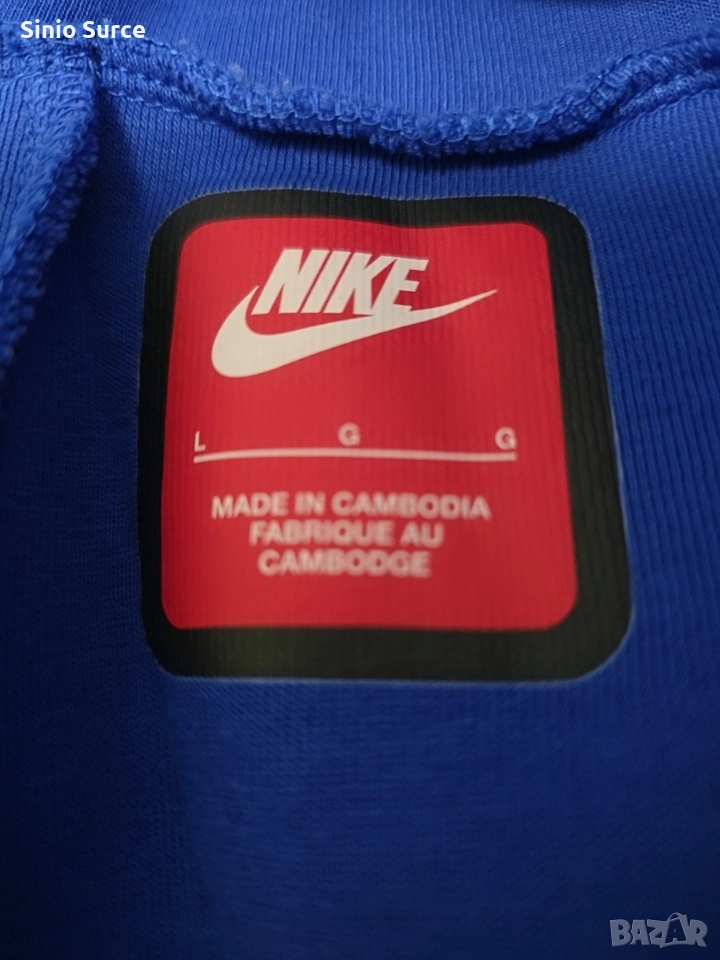 Sinio Surce
NIKE
L G G
MADE IN CAMBODIA
FABRIQUE AU
CAMBODGE
BAZAR